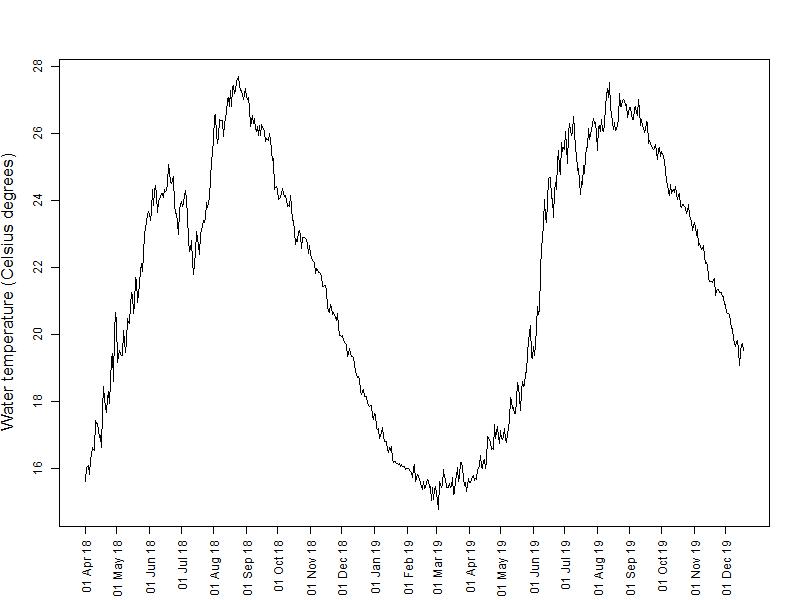 Water temperature (Celsius degrees)
28
26
24
22
20
18
16
01 Apr 18
01 May 18
01 Jun 18
01 Jul 18
01 Aug 18
01 Sep 18
01 Oct 18
01 Nov 18
01 Dec 18
01 Jan 19
01 Feb 19
01 Mar 19
01 Apr 19
01 May 19
01 Jun 19
01 Jul 19
01 Aug 19
01 Sep 19
01 Oct 19
01 Nov 19
01 Dec 19